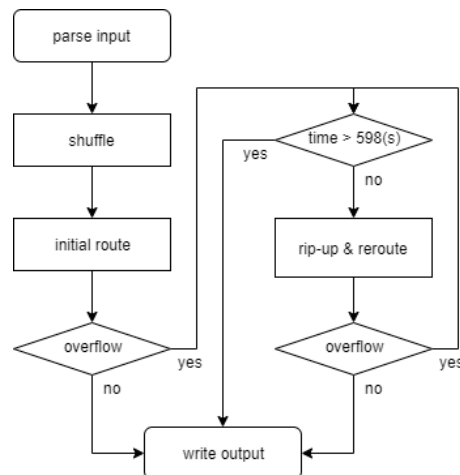 parse input
shuffle
initial route
overflow
yes
no
time > 598(s)
yes
no
rip-up & reroute
overflow
yes
no
write output